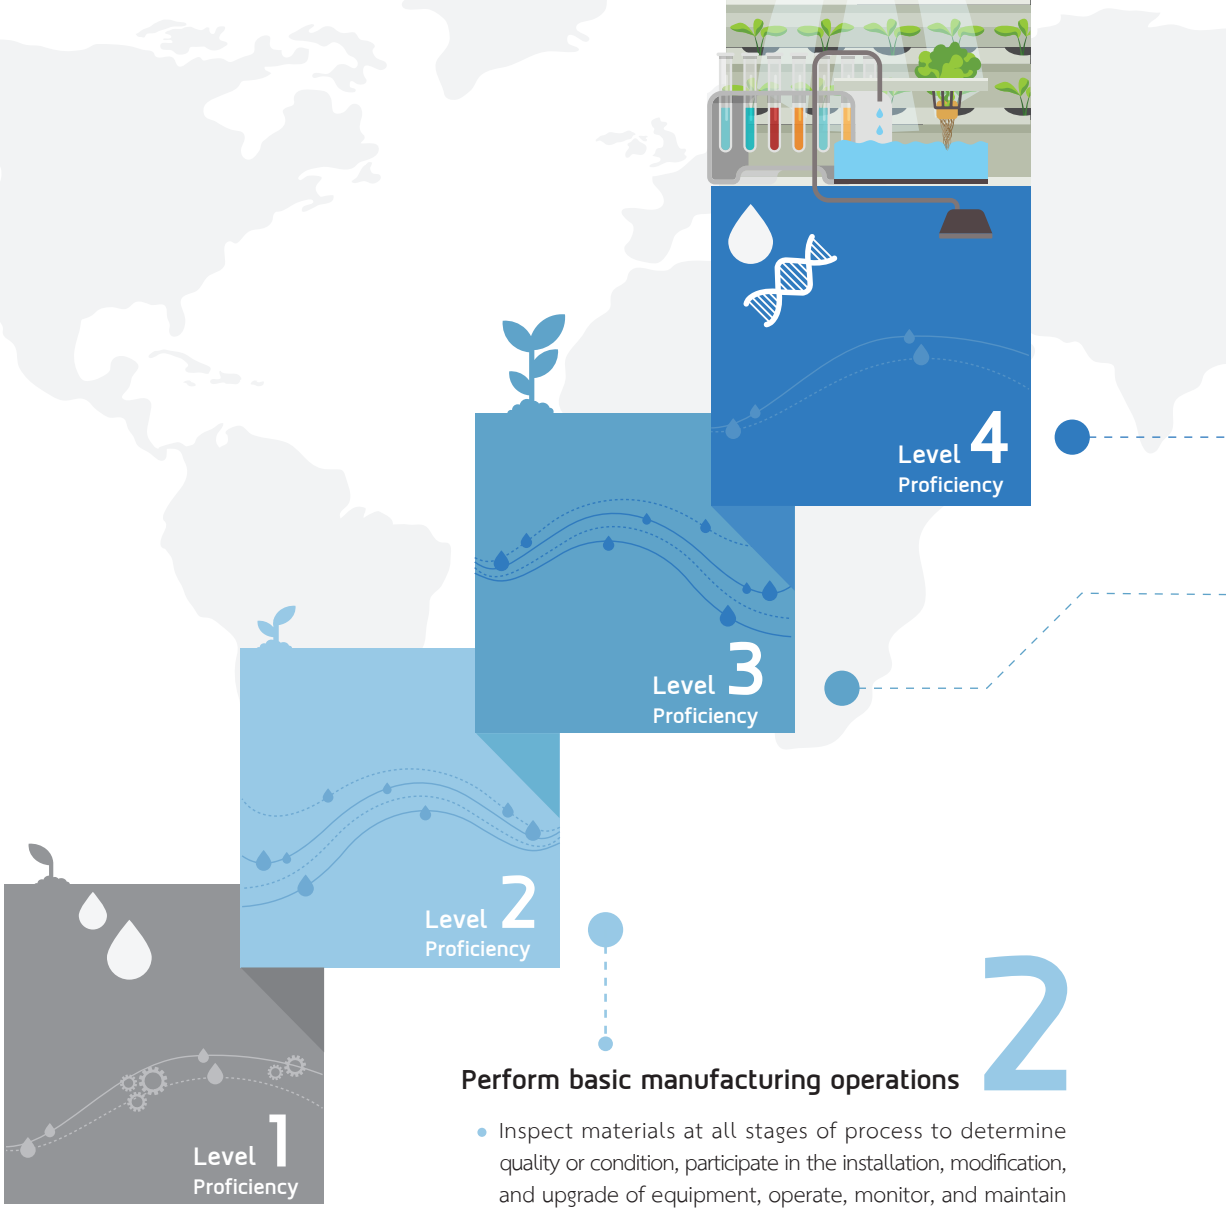 Level 4
Proficiency
Level 3
Proficiency
Level 2
Proficiency
Level 1
Proficiency
2
Perform basic manufacturing operations
• Inspect materials at all stages of process to determine
quality or condition, participate in the installation, modification,
and upgrade of equipment, operate, monitor, and maintain